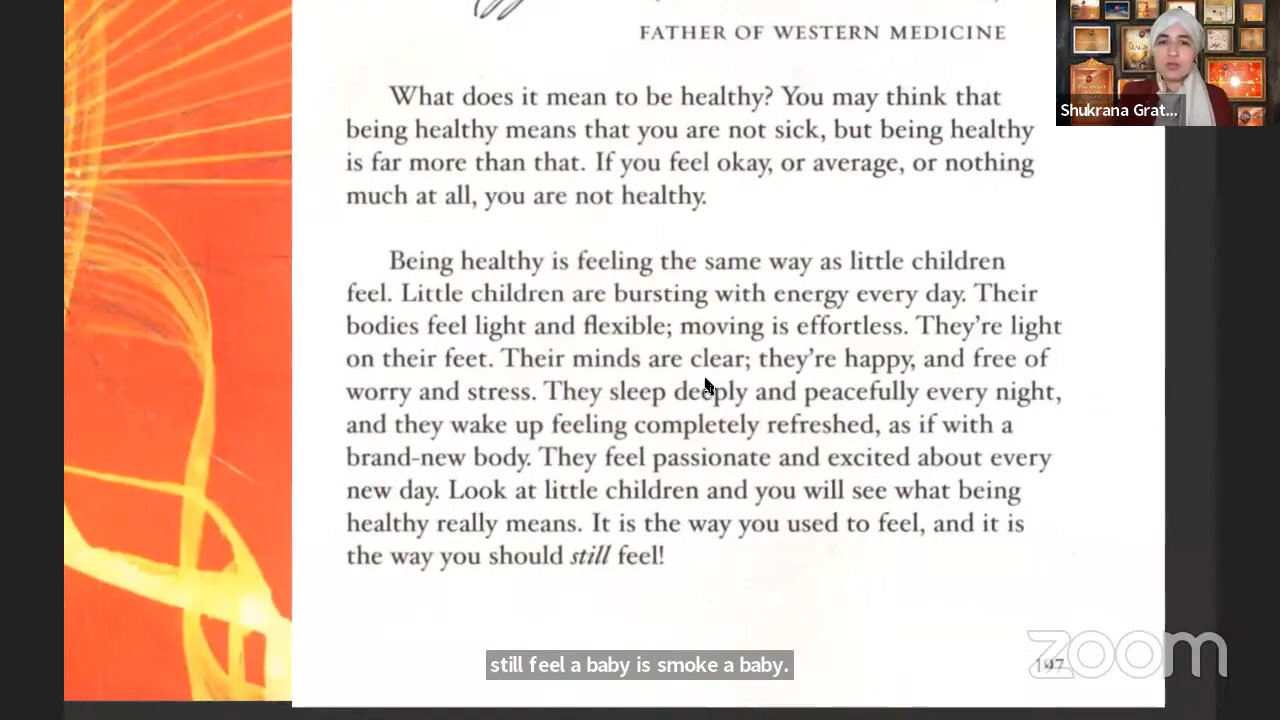 FATHER OF WESTERN MEDICINE
Shukrana Grat...
What does it mean to be healthy? You may think that
being healthy means that you are not sick, but being healthy
is far more than that. If you feel okay, or average, or nothing
much at all, you are not healthy.
Being healthy is feeling the same way as little children
feel. Little children are bursting with energy every day. Their
bodies feel light and flexible; moving is effortless. They’re light
on their feet. Their minds are clear; they’re happy, and free of
worry and stress. They sleep deeply and peacefully every night,
and they wake up feeling completely refreshed, as if with a
brand-new body. They feel passionate and excited about every
new day. Look at little children and you will see what being
healthy really means. It is the way you used to feel, and it is
the way you should still feel!
still feel a baby is smoke a baby.
zoom